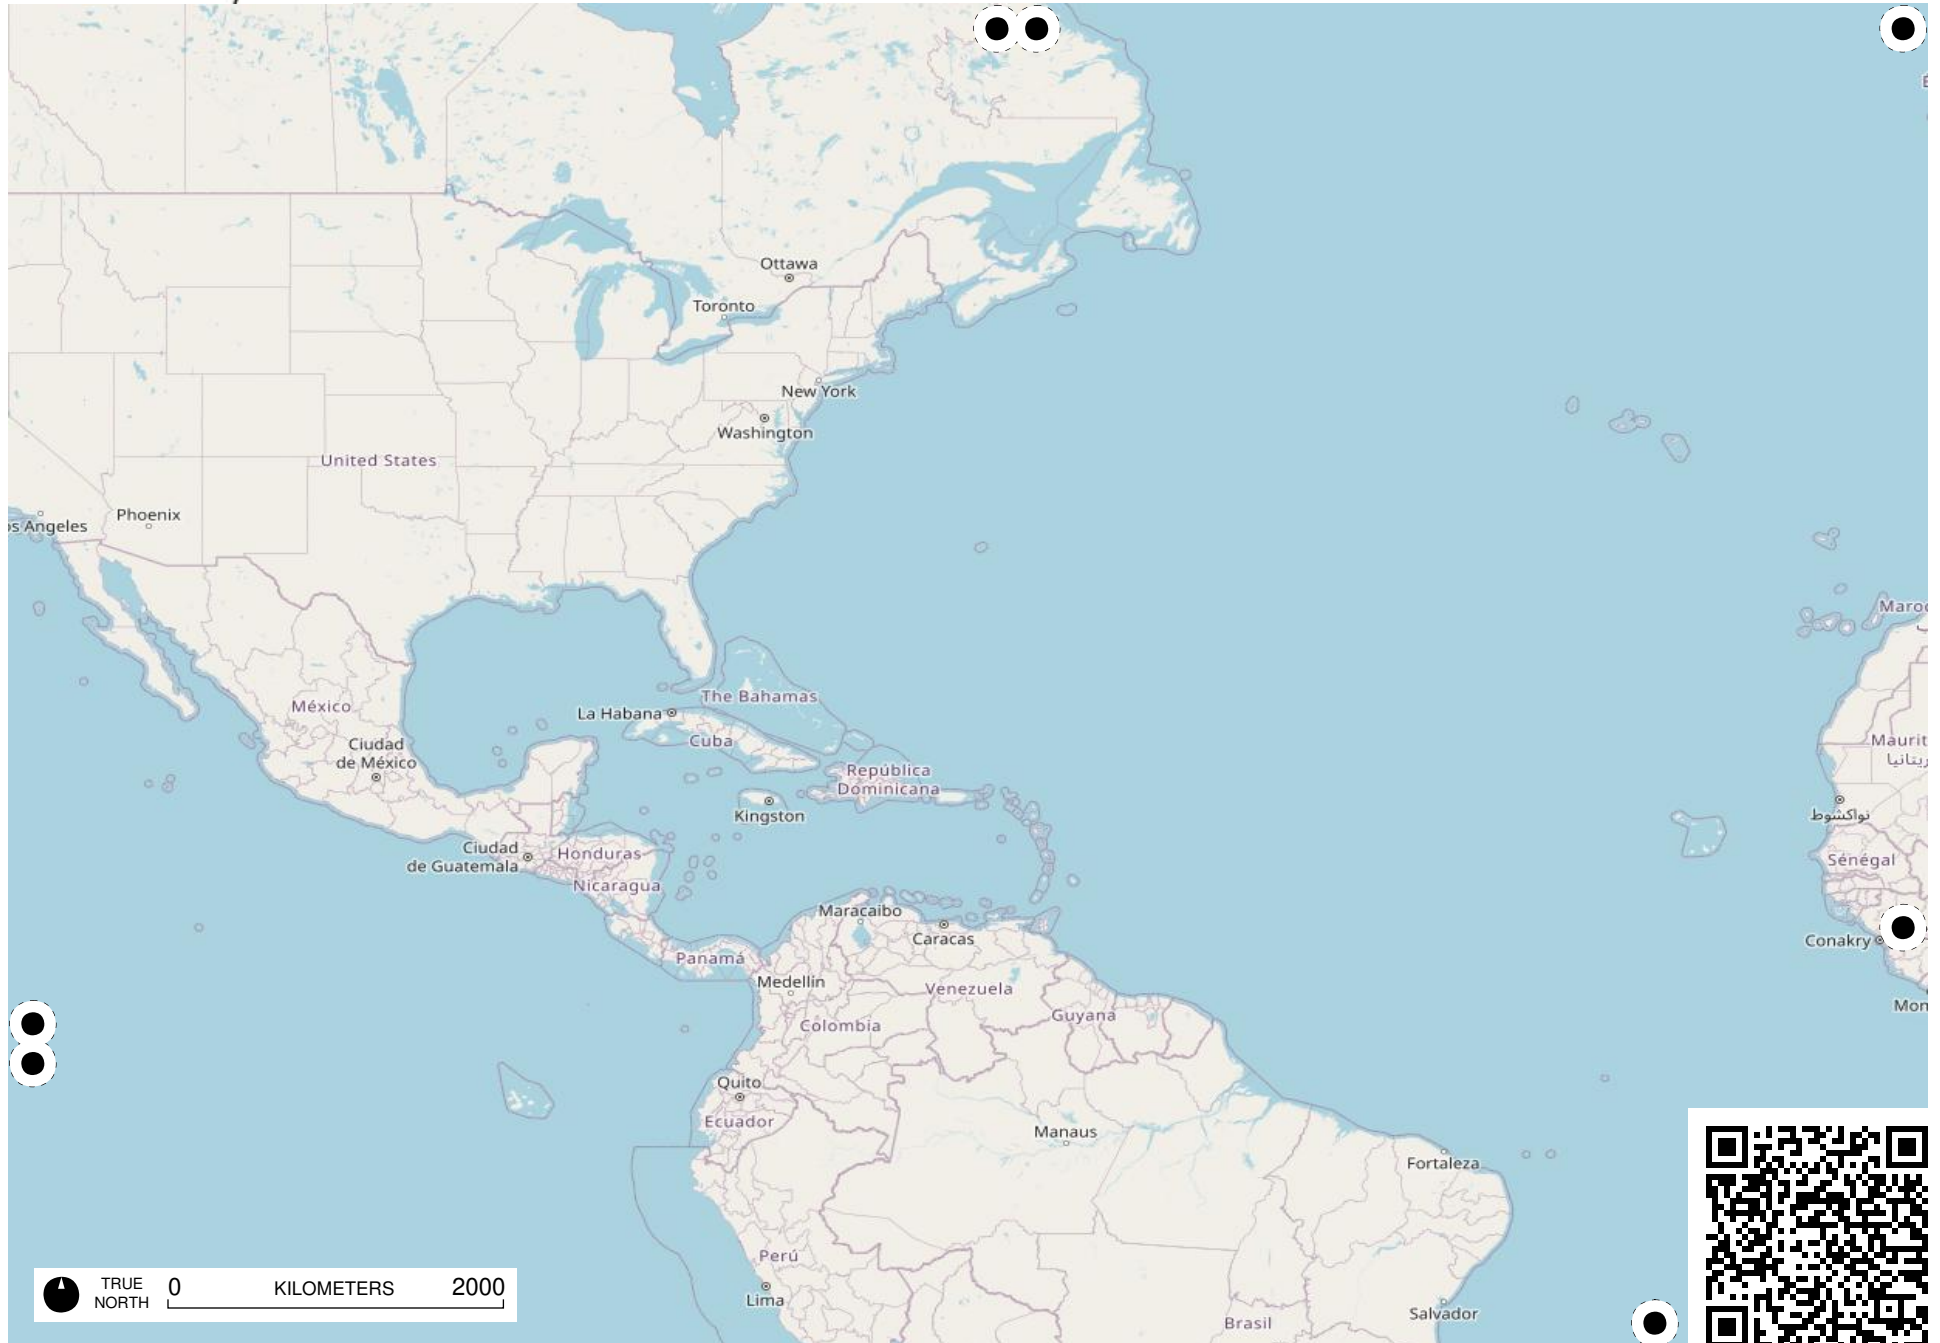 Ottawa
Toronto
New York
Washington
United States
os Angeles
Phoenix
Maroc
México
The Bahamas
La Habana
Cuba
Ciudad
de México
República
Dominicana
Kingston
Maurit
نواكشوط
Ciudad
de Guatemala
Honduras
Nicaragua
Sénégal
Maracaibo
Caracas
Conakry
Panamá
Medellín
Venezuela
Mon
Guyana
Colombia
Quito
Ecuador
Manaus
Fortaleza
Perú
Lima
Salvador
Brasil
TRUE
NORTH
0 KILOMETERS 2000